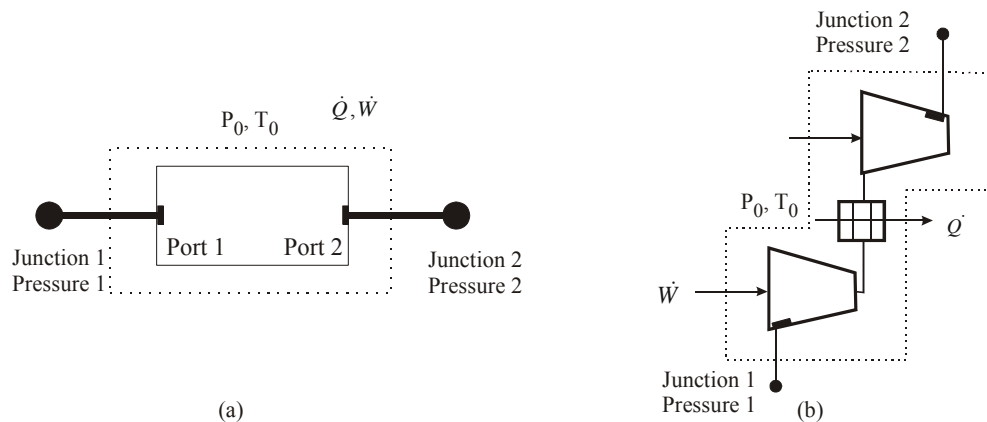 P0, T0
Q̇, Ẇ
Port 1
Port 2
Junction 1
Pressure 1
Junction 2
Pressure 2
(a)
Junction 2
Pressure 2
P0, T0
Q̇
Ẇ
Junction 1
Pressure 1
(b)